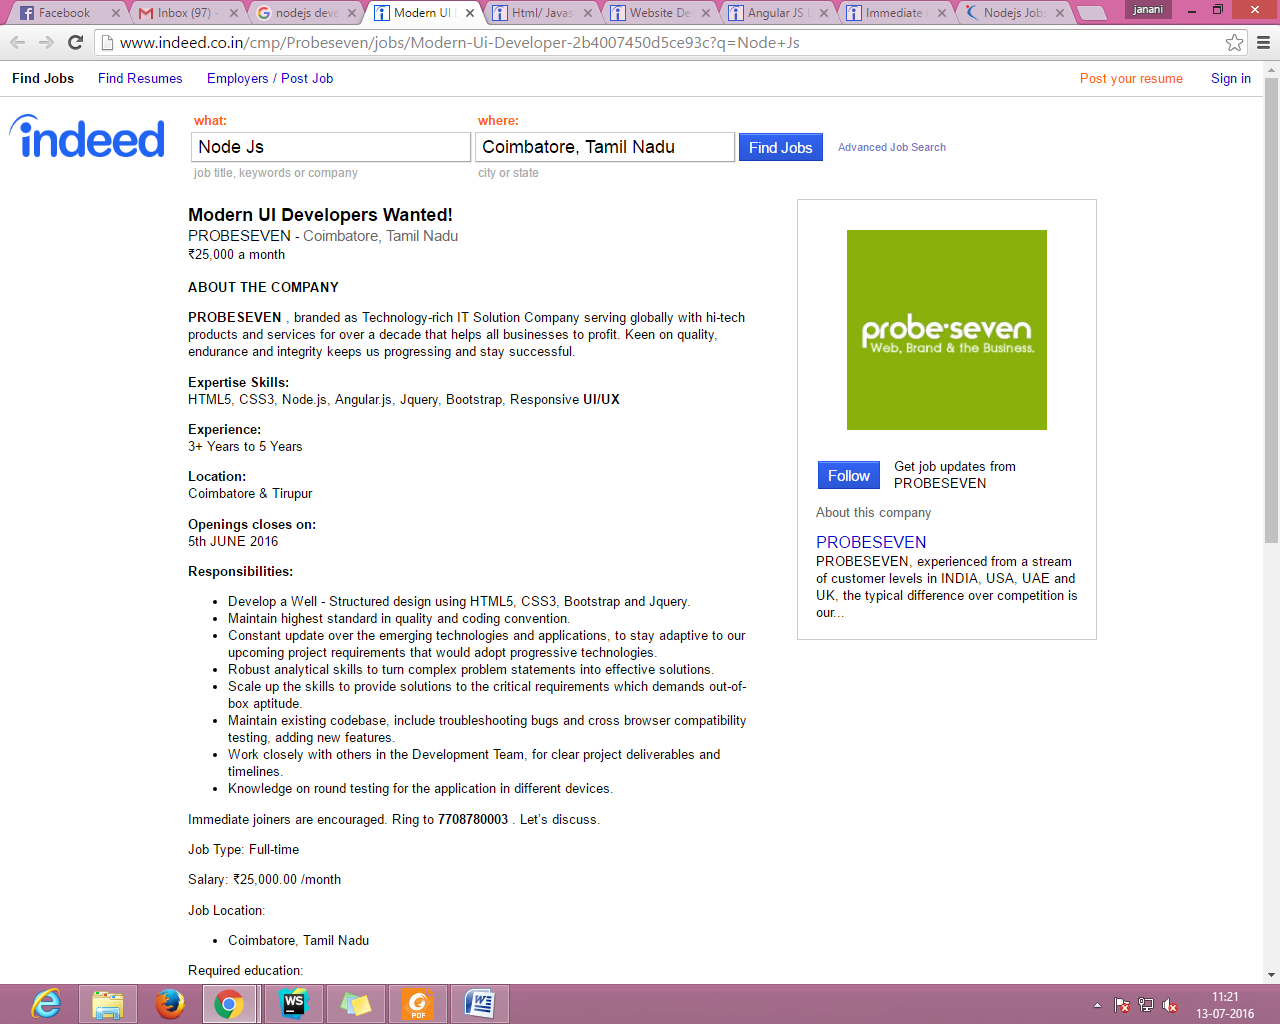 Facebook
Inbox (97) -
nodejs deve
Modern UI D
Html/ Javas
Website De
Angular JS D
Immediate
Nodejs Job
janani
www.indeed.co.in/cmp/Probeseven/jobs/Modern-Ui-Developer-2b4007450d5ce93c?q=Node+Js
Find Jobs Find Resumes Employers / Post Job Post your resume Sign in
indeed
what: where:
Node Js Coimbatore, Tamil Nadu Find Jobs Advanced Job Search
job title, keywords or company city or state
Modern UI Developers Wanted!
PROBESEVEN - Coimbatore, Tamil Nadu
₹25,000 a month
ABOUT THE COMPANY
PROBESEVEN , branded as Technology-rich IT Solution Company serving globally with hi-tech
products and services for over a decade that helps all businesses to profit. Keen on quality,
endurance and integrity keeps us progressing and stay successful.
Expertise Skills:
HTML5, CSS3, Node.js, Angular.js, Jquery, Bootstrap, Responsive UI/UX
Experience:
3+ Years to 5 Years
Location:
Coimbatore & Tirupur
Openings closes on:
5th JUNE 2016
Responsibilities:
• Develop a Well - Structured design using HTML5, CSS3, Bootstrap and Jquery.
• Maintain highest standard in quality and coding convention.
• Constant update over the emerging technologies and applications, to stay adaptive to our
upcoming project requirements that would adopt progressive technologies.
• Robust analytical skills to turn complex problem statements into effective solutions.
• Scale up the skills to provide solutions to the critical requirements which demands out-of-
box aptitude.
• Maintain existing codebase, include troubleshooting bugs and cross browser compatibility
testing, adding new features.
• Work closely with others in the Development Team, for clear project deliverables and
timelines.
• Knowledge on round testing for the application in different devices.
Immediate joiners are encouraged. Ring to 7708780003 . Let's discuss.
Job Type: Full-time
Salary: ₹25,000.00 /month
Job Location:
• Coimbatore, Tamil Nadu
Required education:
probe·seven
Web, Brand & the Business.
Follow
Get job updates from
PROBESEVEN
About this company
PROBESEVEN
PROBESEVEN, experienced from a stream
of customer levels in INDIA, USA, UAE and
UK, the typical difference over competition is
our...
WS
PDF
11:21
13-07-2016